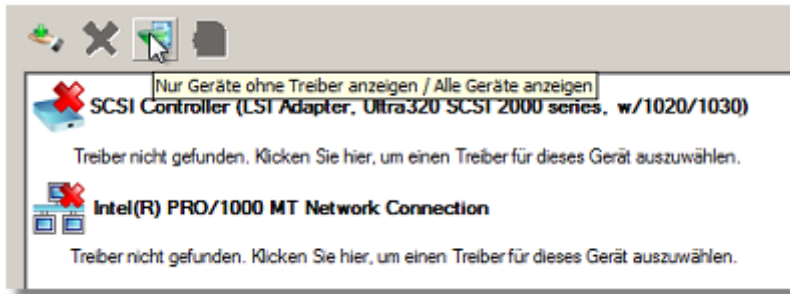 Nur Geräte ohne Treiber anzeigen / Alle Geräte anzeigen
SCSI Controller (LSI Adapter, Ultra320 SCSI 2000 series, w/1020/1030)
Treiber nicht gefunden. Klicken Sie hier, um einen Treiber für dieses Gerät auszuwählen.
Intel(R) PRO/1000 MT Network Connection
Treiber nicht gefunden. Klicken Sie hier, um einen Treiber für dieses Gerät auszuwählen.